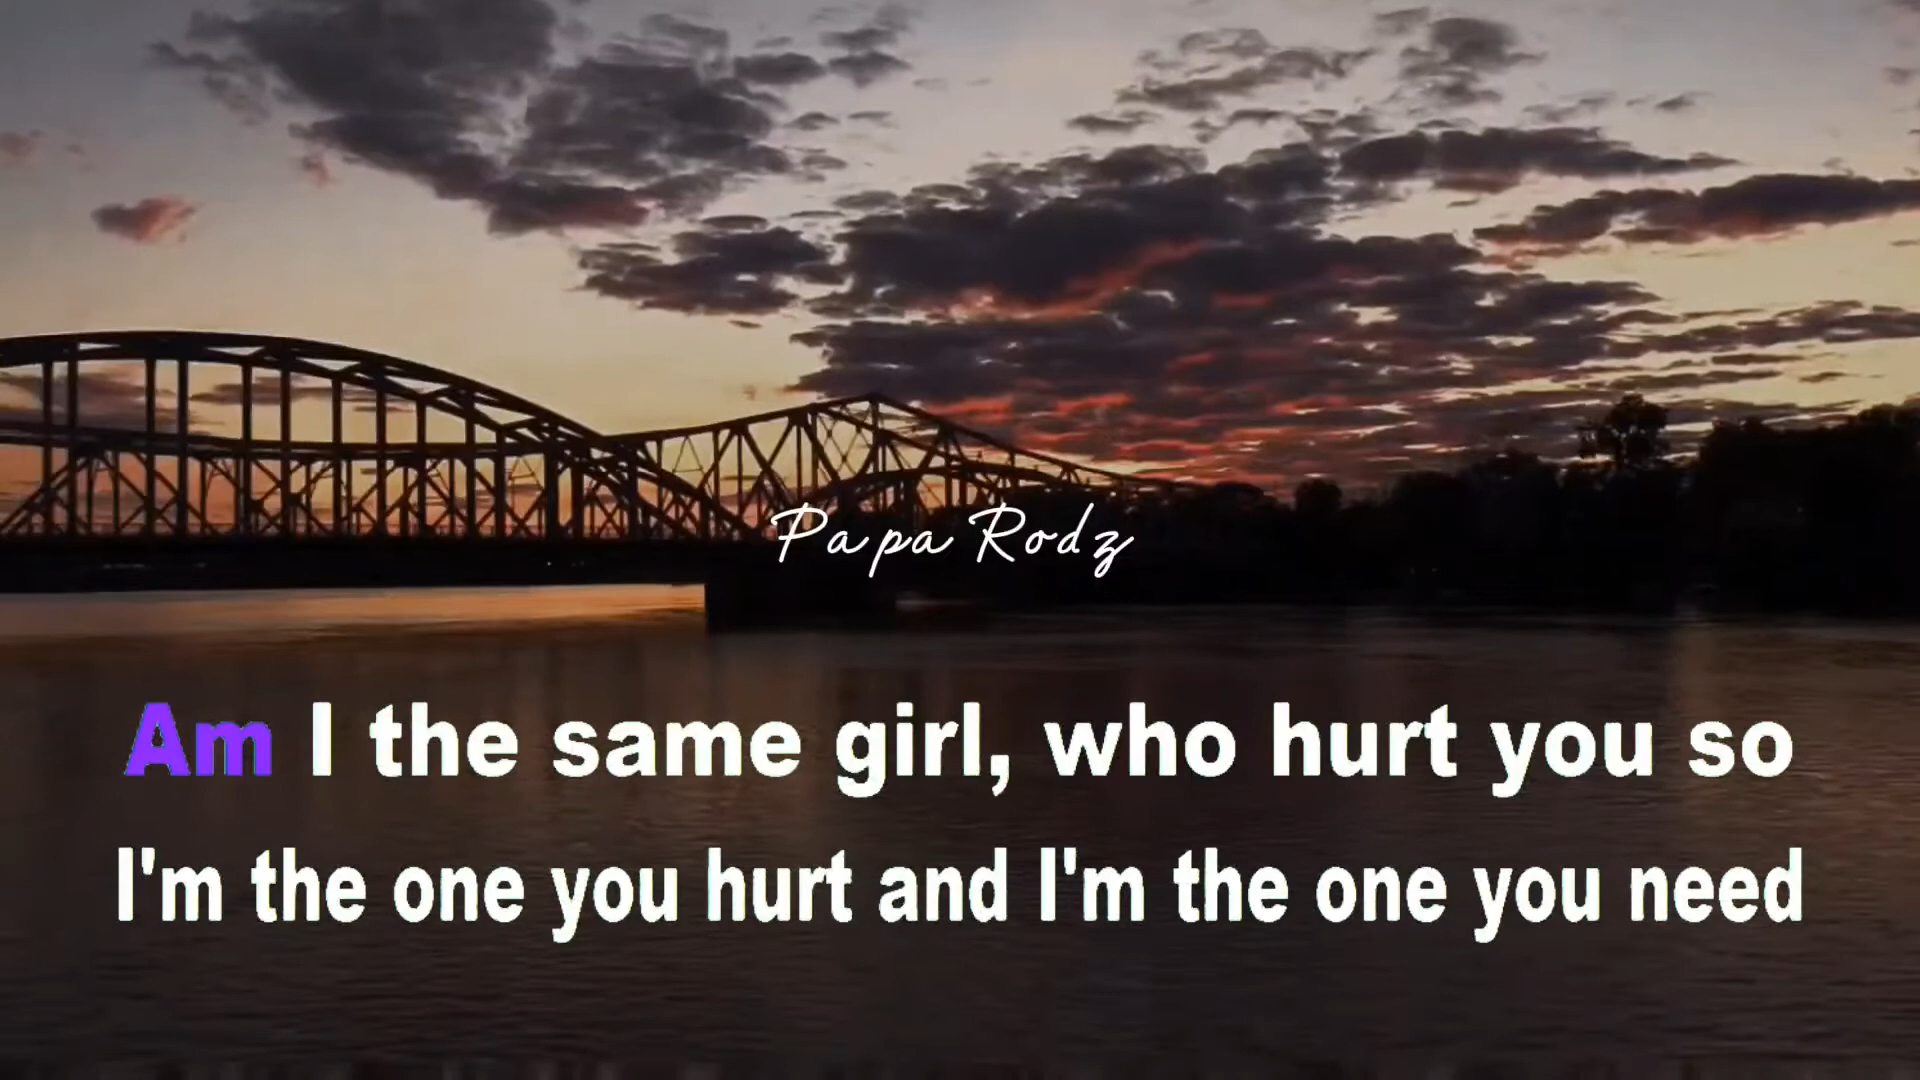 Papa Rodz
Am I the same girl, who hurt you so
I'm the one you hurt and I'm the one you need